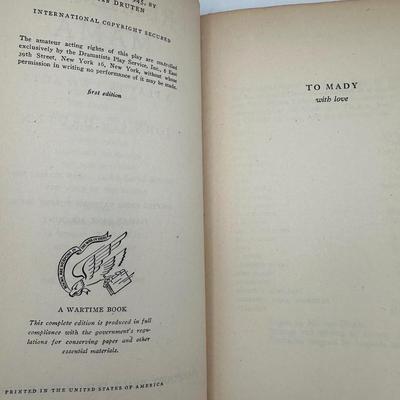 BY
DRUTEN
INTERNATIONAL COPYRIGHT SECURED
The amateur acting rights of this play are controlled
exclusively by the Dramatists Play Service, Inc., 6 East
39th Street, New York 16, New York, without whose
permission in writing no performance of it may be made.
first edition
A WARTIME BOOK
This complete edition is produced in full
compliance with the government's regu-
lations for conserving paper and other
essential materials.
PRINTED IN THE UNITED STATES OF AMERICA
TO MADY
with love